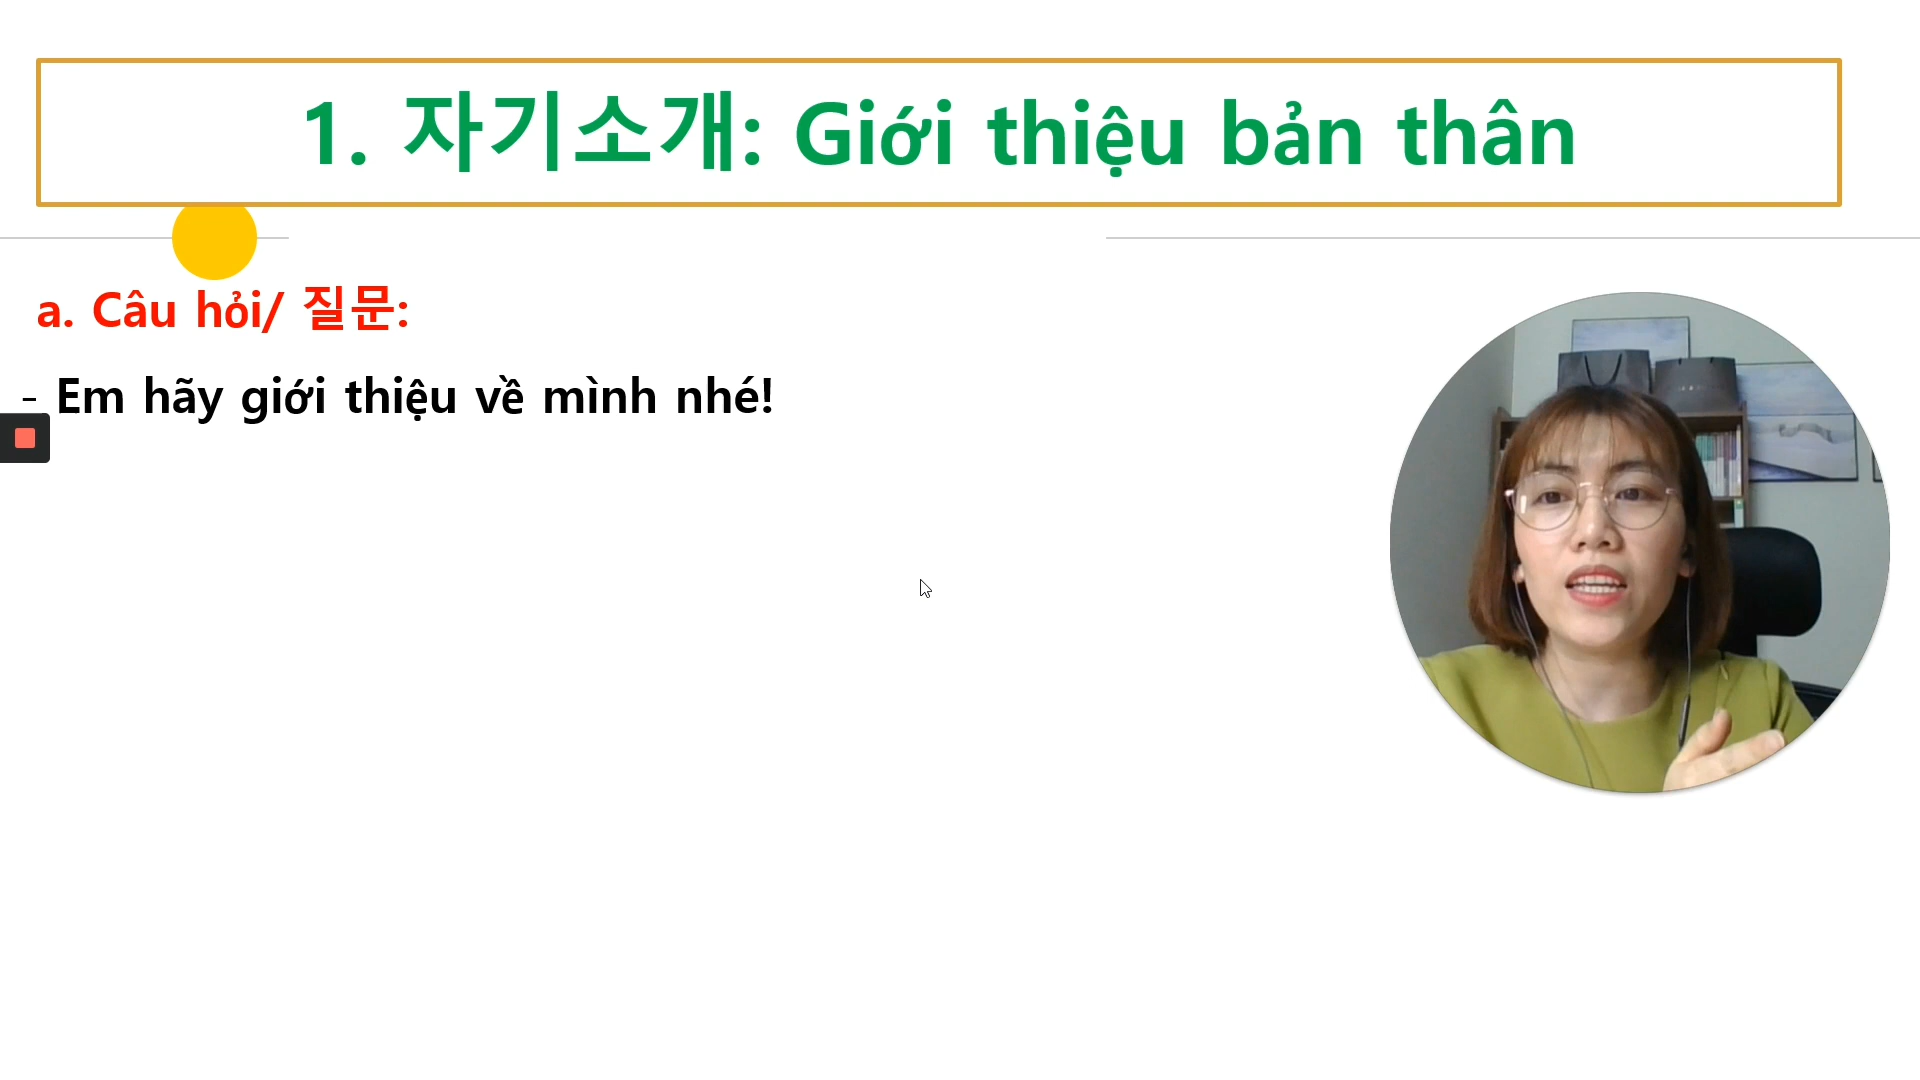 1. 자기소개: Giới thiệu bản thân
a. Câu hỏi/ 질문:
- Em hãy giới thiệu về mình nhé!